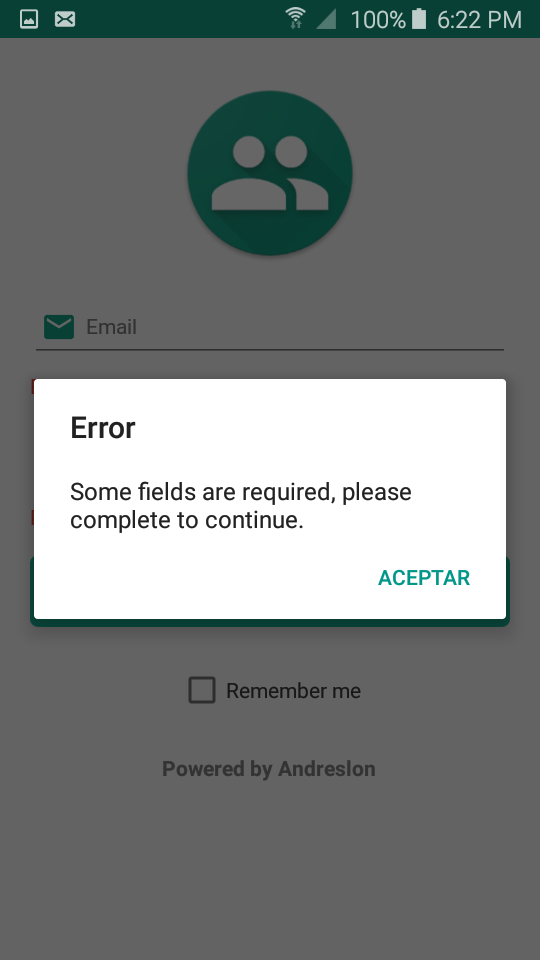 100% 6:22 PM
Email
Error
Some fields are required, please
complete to continue.
ACEPTAR
Remember me
Powered by Andreslon